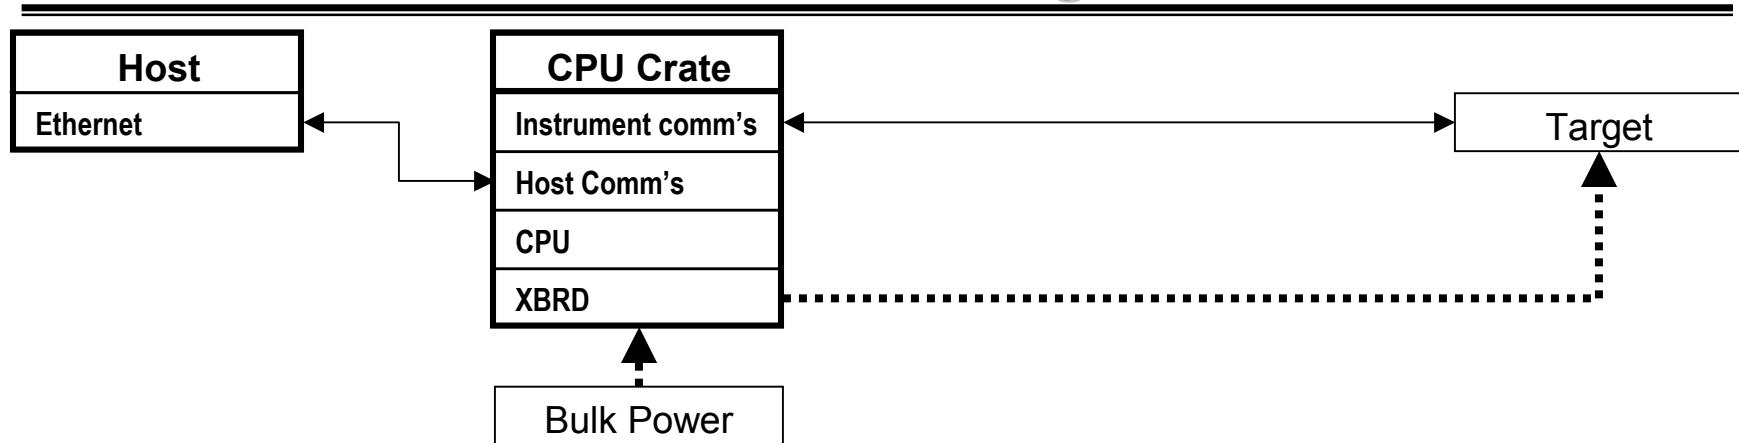 Host
Ethernet
CPU Crate
Instrument comm’s
Host Comm’s
CPU
XBRD
Target
Bulk Power